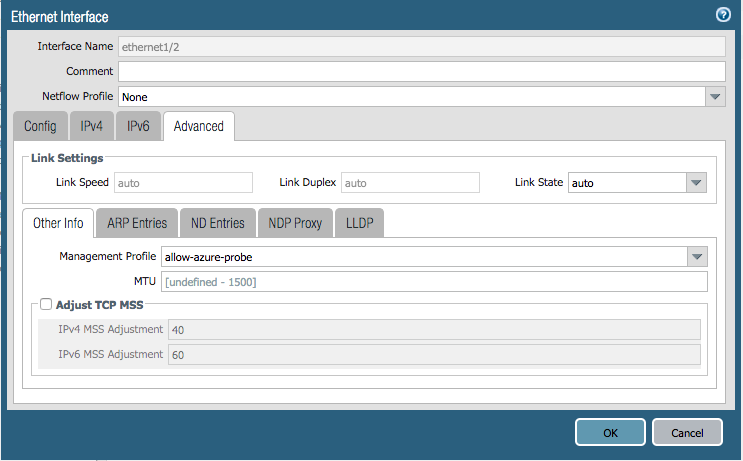 Ethernet Interface
Interface Name ethernet1/2
Comment
Netflow Profile None
Config IPv4 IPv6 Advanced
Link Settings
Link Speed auto Link Duplex auto Link State auto
Other Info ARP Entries ND Entries NDP Proxy LLDP
Management Profile allow-azure-probe
MTU [undefined - 1500]
Adjust TCP MSS
IPv4 MSS Adjustment 40
IPv6 MSS Adjustment 60
OK Cancel